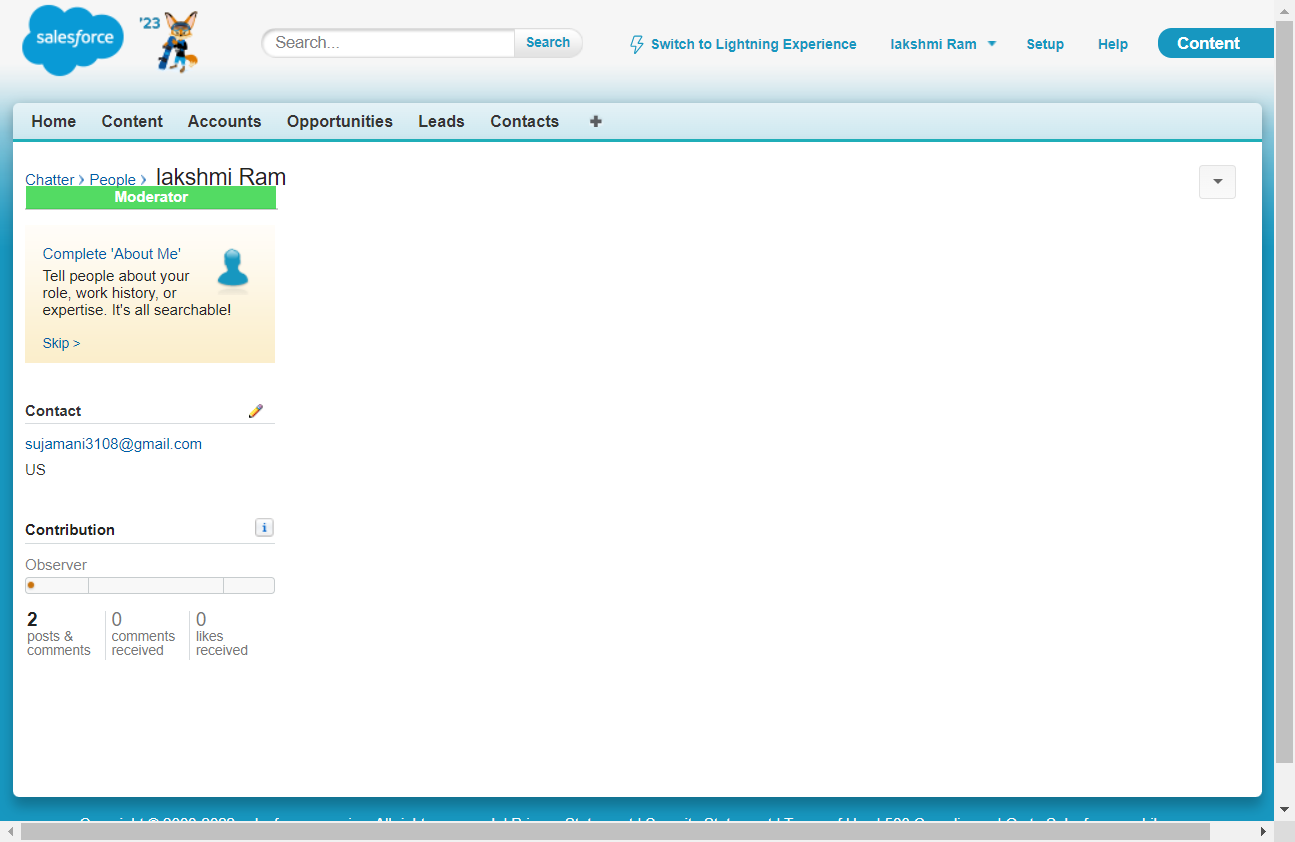 salesforce
'23
Search...
Search
Switch to Lightning Experience
lakshmi Ram
Setup
Help
Content
Home
Content
Accounts
Opportunities
Leads
Contacts
Chatter › People › lakshmi Ram
Moderator
Complete 'About Me'
Tell people about your
role, work history, or
expertise. It's all searchable!
Skip >
Contact
sujamani3108@gmail.com
US
Contribution
Observer
2
posts &
comments
0
comments
received
0
likes
received